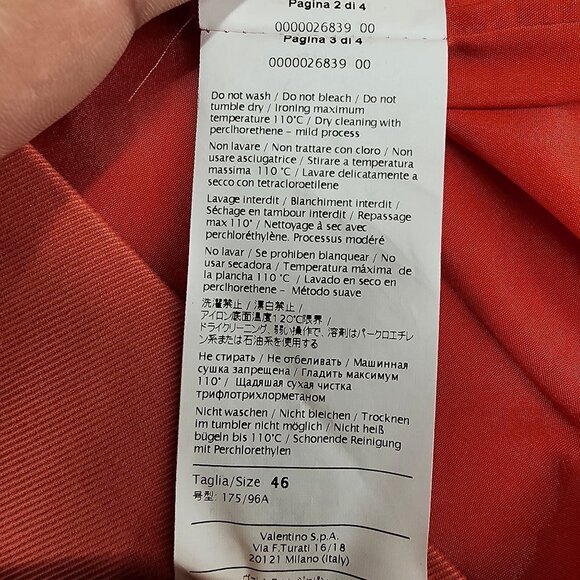 Pagina 2 di 4
0000026839 00
Pagina 3 di 4
0000026839 00
Do not wash / Do not bleach / Do not
tumble dry / Ironing maximum
temperature 110°C / Dry cleaning with
perclhorethene - mild process
Non lavare / Non trattare con cloro / Non
usare asciugatrice / Stirare a temperatura
massima 110 °C / Lavare delicatamente a
secco con tetracloroetilene
Lavage interdit / Blanchiment interdit /
Séchage en tambour interdit / Repassage
max 110° / Nettoyage à sec avec
perchloréthylène. Processus modéré
No lavar / Se prohiben blanquear / No
usar secadora / Temperatura màxima de
la plancha 110 °C / Lavado en seco en
perclhorethene - Método suave
洗濯禁止 / 漂白禁止 /
アイロン底面温度120℃限界 /
ドライクリーニング、弱い操作で、溶剤はパークロエチレ
ン系または石油系を使用する
Не стирать / Не отбеливать / Машинная
сушка запрещена / Гладить максимум
110° / Щадяшая сухая чистка
трифлотрихлорметаном
Nicht waschen / Nicht bleichen / Trocknen
im tumbler nicht möglich / Nicht heiß
bügeln bis 110°C / Schonende Reinigung
mit Perchlorethylen
Taglia/Size 46
号型: 175/96A
Valentino S.p.A.
Via F.Turati 16/18
20121 Milano (Italy)